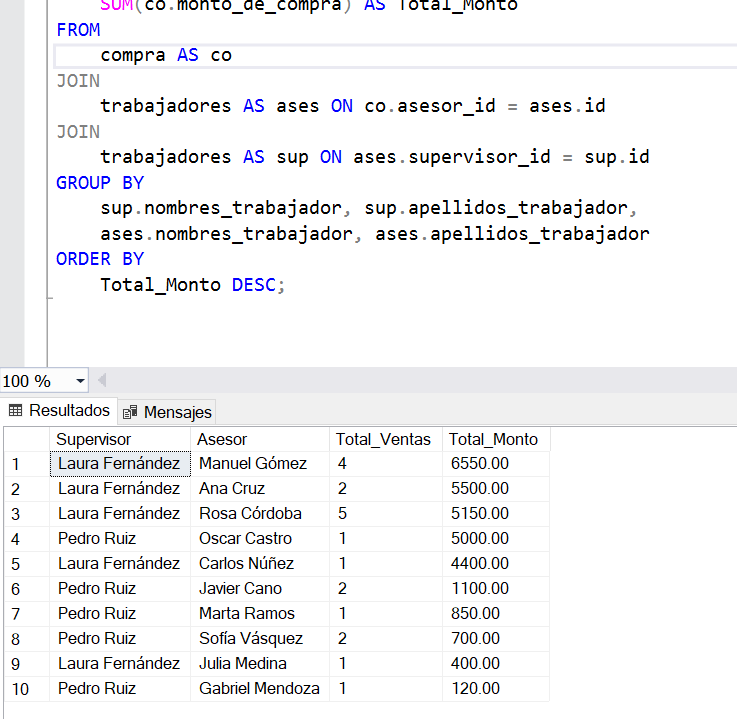 SUM(co.monto_de_compra) AS Total_Monto
FROM
compra AS co
JOIN
trabajadores AS ases ON co.asesor_id = ases.id
JOIN
trabajadores AS sup ON ases.supervisor_id = sup.id
GROUP BY
sup.nombres_trabajador, sup.apellidos_trabajador,
ases.nombres_trabajador, ases.apellidos_trabajador
ORDER BY
Total_Monto DESC;
100 %
Resultados Mensajes
Supervisor Asesor Total_Ventas Total_Monto
1 Laura Fernández Manuel Gómez 4 6550.00
2 Laura Fernández Ana Cruz 2 5500.00
3 Laura Fernández Rosa Córdoba 5 5150.00
4 Pedro Ruiz Oscar Castro 1 5000.00
5 Laura Fernández Carlos Núñez 1 4400.00
6 Pedro Ruiz Javier Cano 2 1100.00
7 Pedro Ruiz Marta Ramos 1 850.00
8 Pedro Ruiz Sofía Vásquez 2 700.00
9 Laura Fernández Julia Medina 1 400.00
10 Pedro Ruiz Gabriel Mendoza 1 120.00